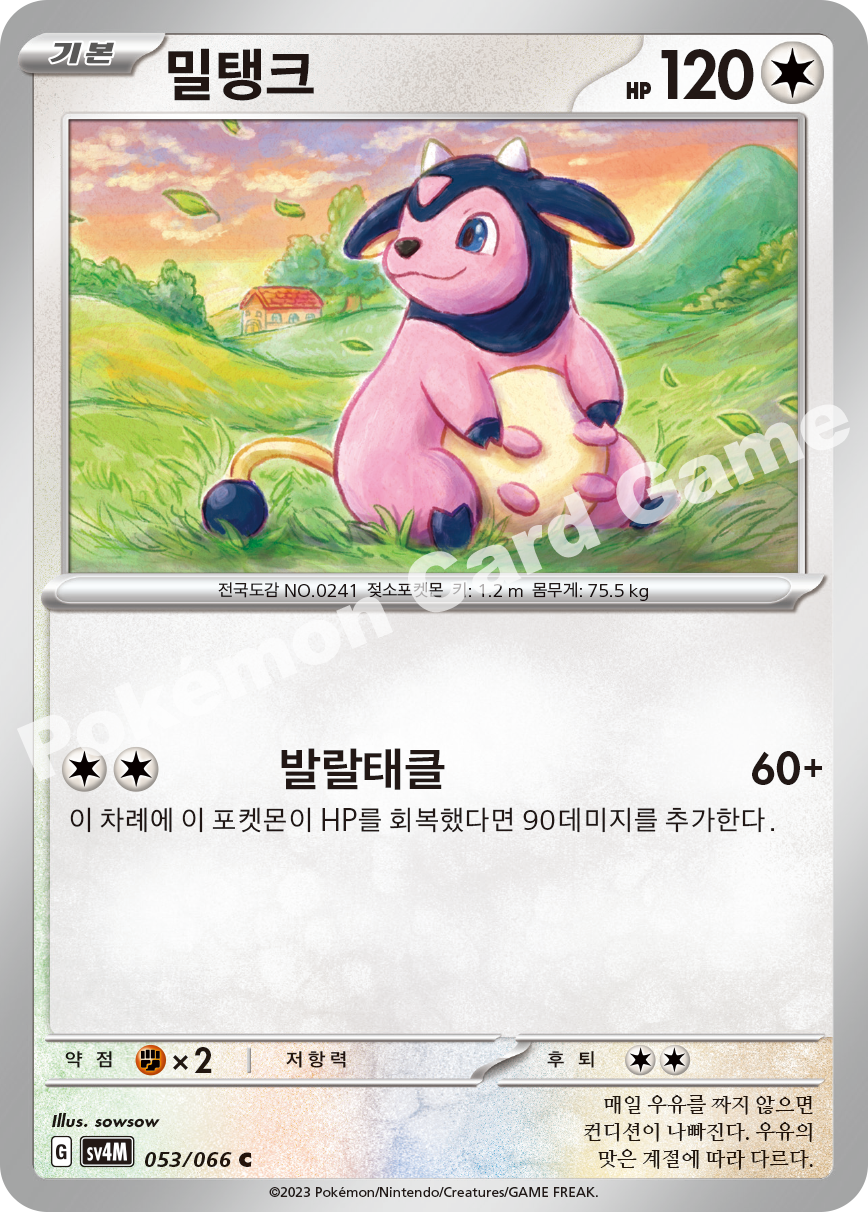 기본 밀탱크 HP 120
전국도감 NO.0241 젖소포켓몬 키: 1.2 m 몸무게: 75.5 kg
Pokémon Card Game
발랄태클 60+
이 차례에 이 포켓몬이 HP를 회복했다면 90데미지를 추가한다.
약점 ×2 저항력 후퇴
Illus. sowsow
G sv4M 053/066 C
매일 우유를 짜지 않으면
컨디션이 나빠진다. 우유의
맛은 계절에 따라 다르다.
©2023 Pokémon/Nintendo/Creatures/GAME FREAK.